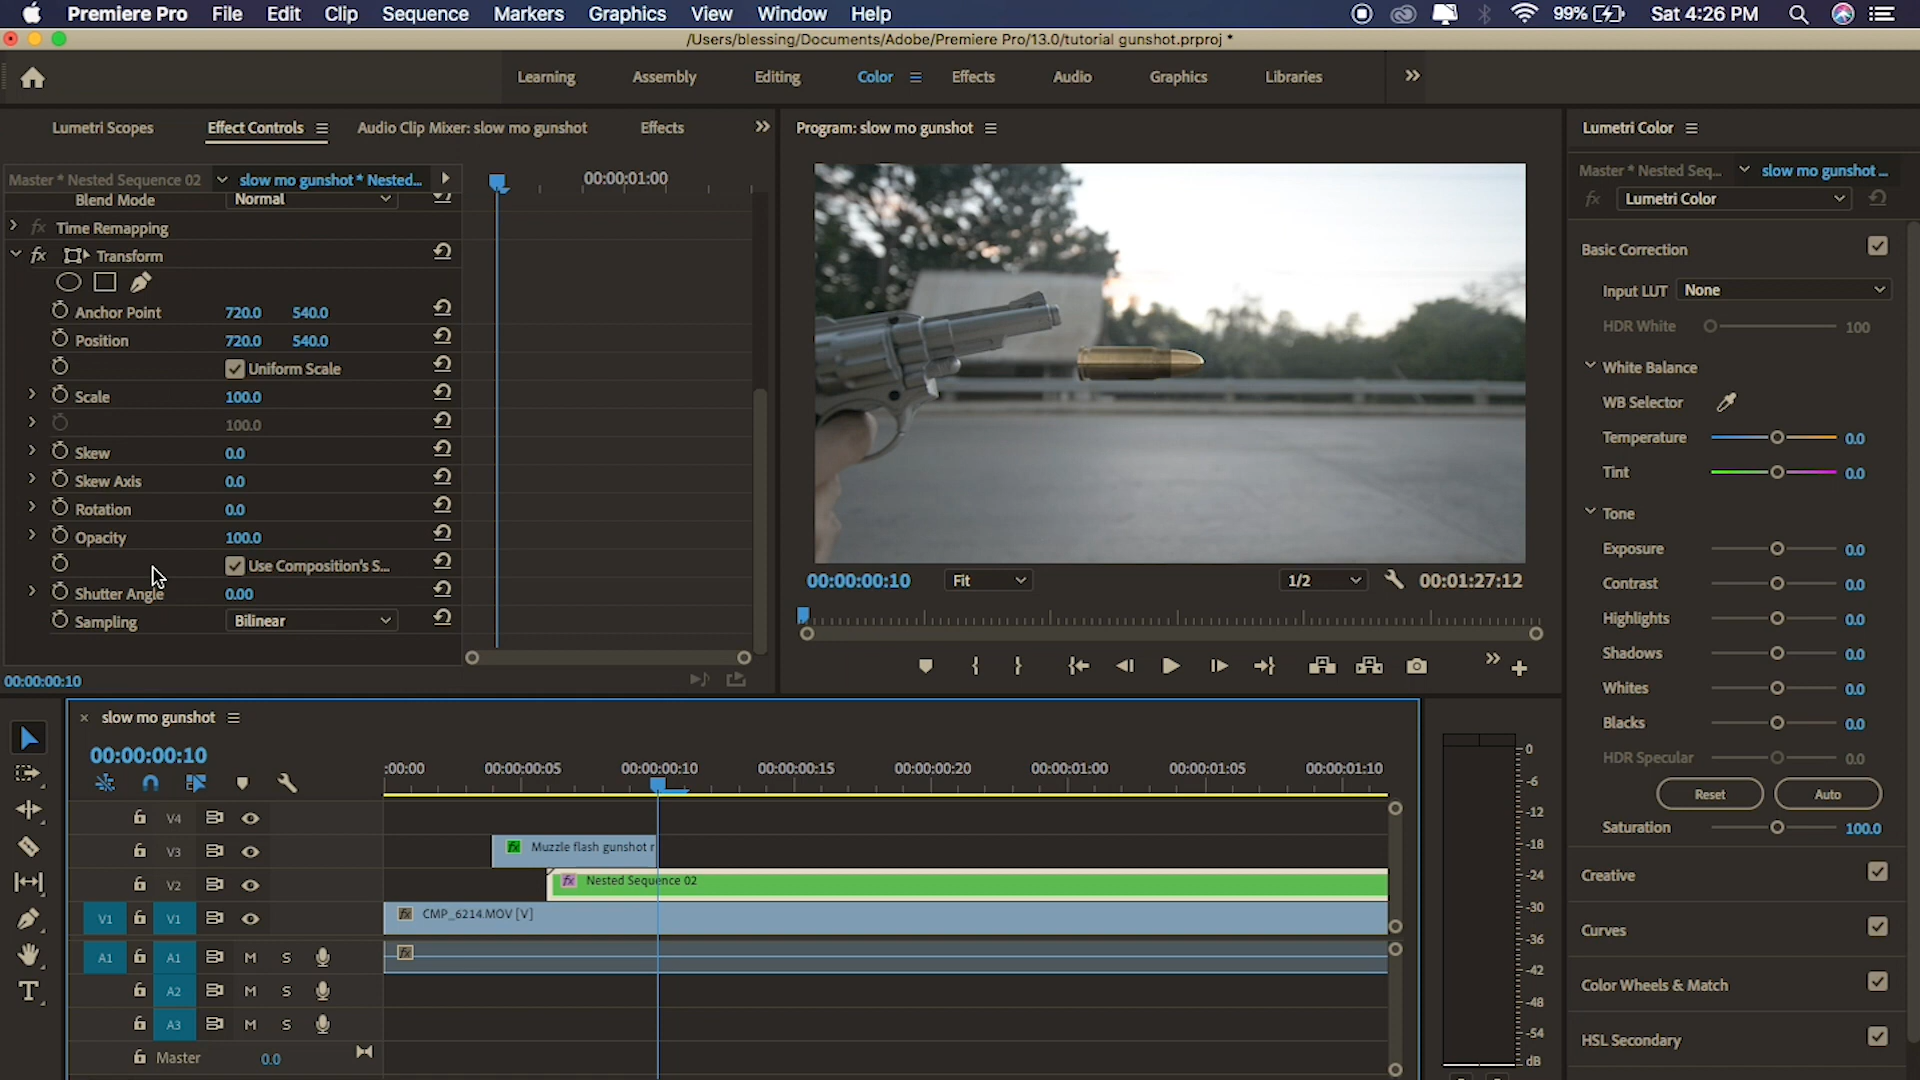 Premiere Pro File Edit Clip Sequence Markers Graphics View Window Help 99% Sat 4:26 PM
/Users/blessing/Documents/Adobe/Premiere Pro/13.0/tutorial gunshot.prproj *
Learning Assembly Editing Color Effects Audio Graphics Libraries
Lumetri Scopes Effect Controls Audio Clip Mixer: slow mo gunshot Effects
Master * Nested Sequence 02 slow mo gunshot * Nested...
00:00:01:00
Blend Mode Normal
fx Time Remapping
fx Transform
Anchor Point 720.0 540.0
Position 720.0 540.0
Uniform Scale
Scale 100.0
100.0
Skew 0.0
Skew Axis 0.0
Rotation 0.0
Opacity 100.0
Use Composition's S...
Shutter Angle 0.00
Sampling Bilinear
00:00:00:10
Program: slow mo gunshot
00:00:00:10 Fit 1/2 00:01:27:12
Lumetri Color
Master * Nested Seq... slow mo gunshot ...
fx Lumetri Color
Basic Correction
Input LUT None
HDR White 100
White Balance
WB Selector
Temperature 0.0
Tint 0.0
Tone
Exposure 0.0
Contrast 0.0
Highlights 0.0
Shadows 0.0
Whites 0.0
Blacks 0.0
HDR Specular 0.0
Reset Auto
Saturation 100.0
Creative
Curves
Color Wheels & Match
HSL Secondary
× slow mo gunshot
00:00:00:10
:00:00 00:00:00:05 00:00:00:10 00:00:00:15 00:00:00:20 00:00:01:00 00:00:01:05 00:00:01:10
V4
V3 fx Muzzle flash gunshot r
V2 fx Nested Sequence 02
V1 V1 fx CMP_6214.MOV [V]
A1 A1 M S fx
A2 M S
A3 M S
Master 0.0
T
0
-6
-12
-18
-24
-30
-36
-42
-48
-54
dB